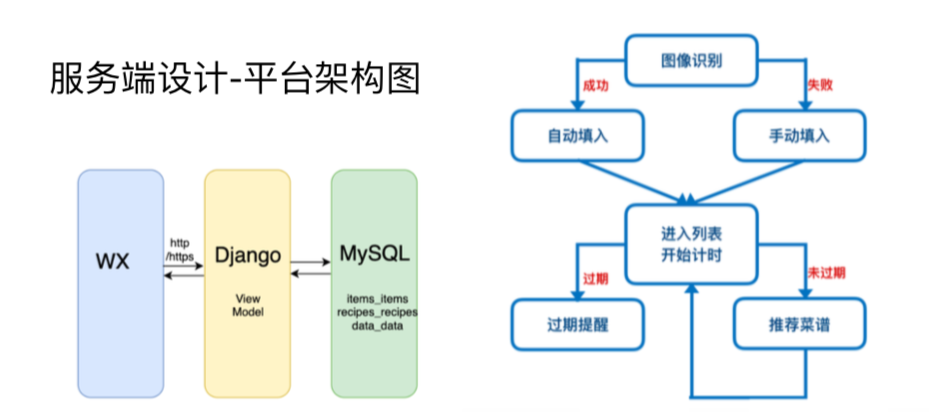 服务端设计-平台架构图
WX
http
/https
Django
View
Model
MySQL
items_items
recipes_recipes
data_data
图像识别
成功
失败
自动填入
手动填入
进入列表
开始计时
过期
未过期
过期提醒
推荐菜谱